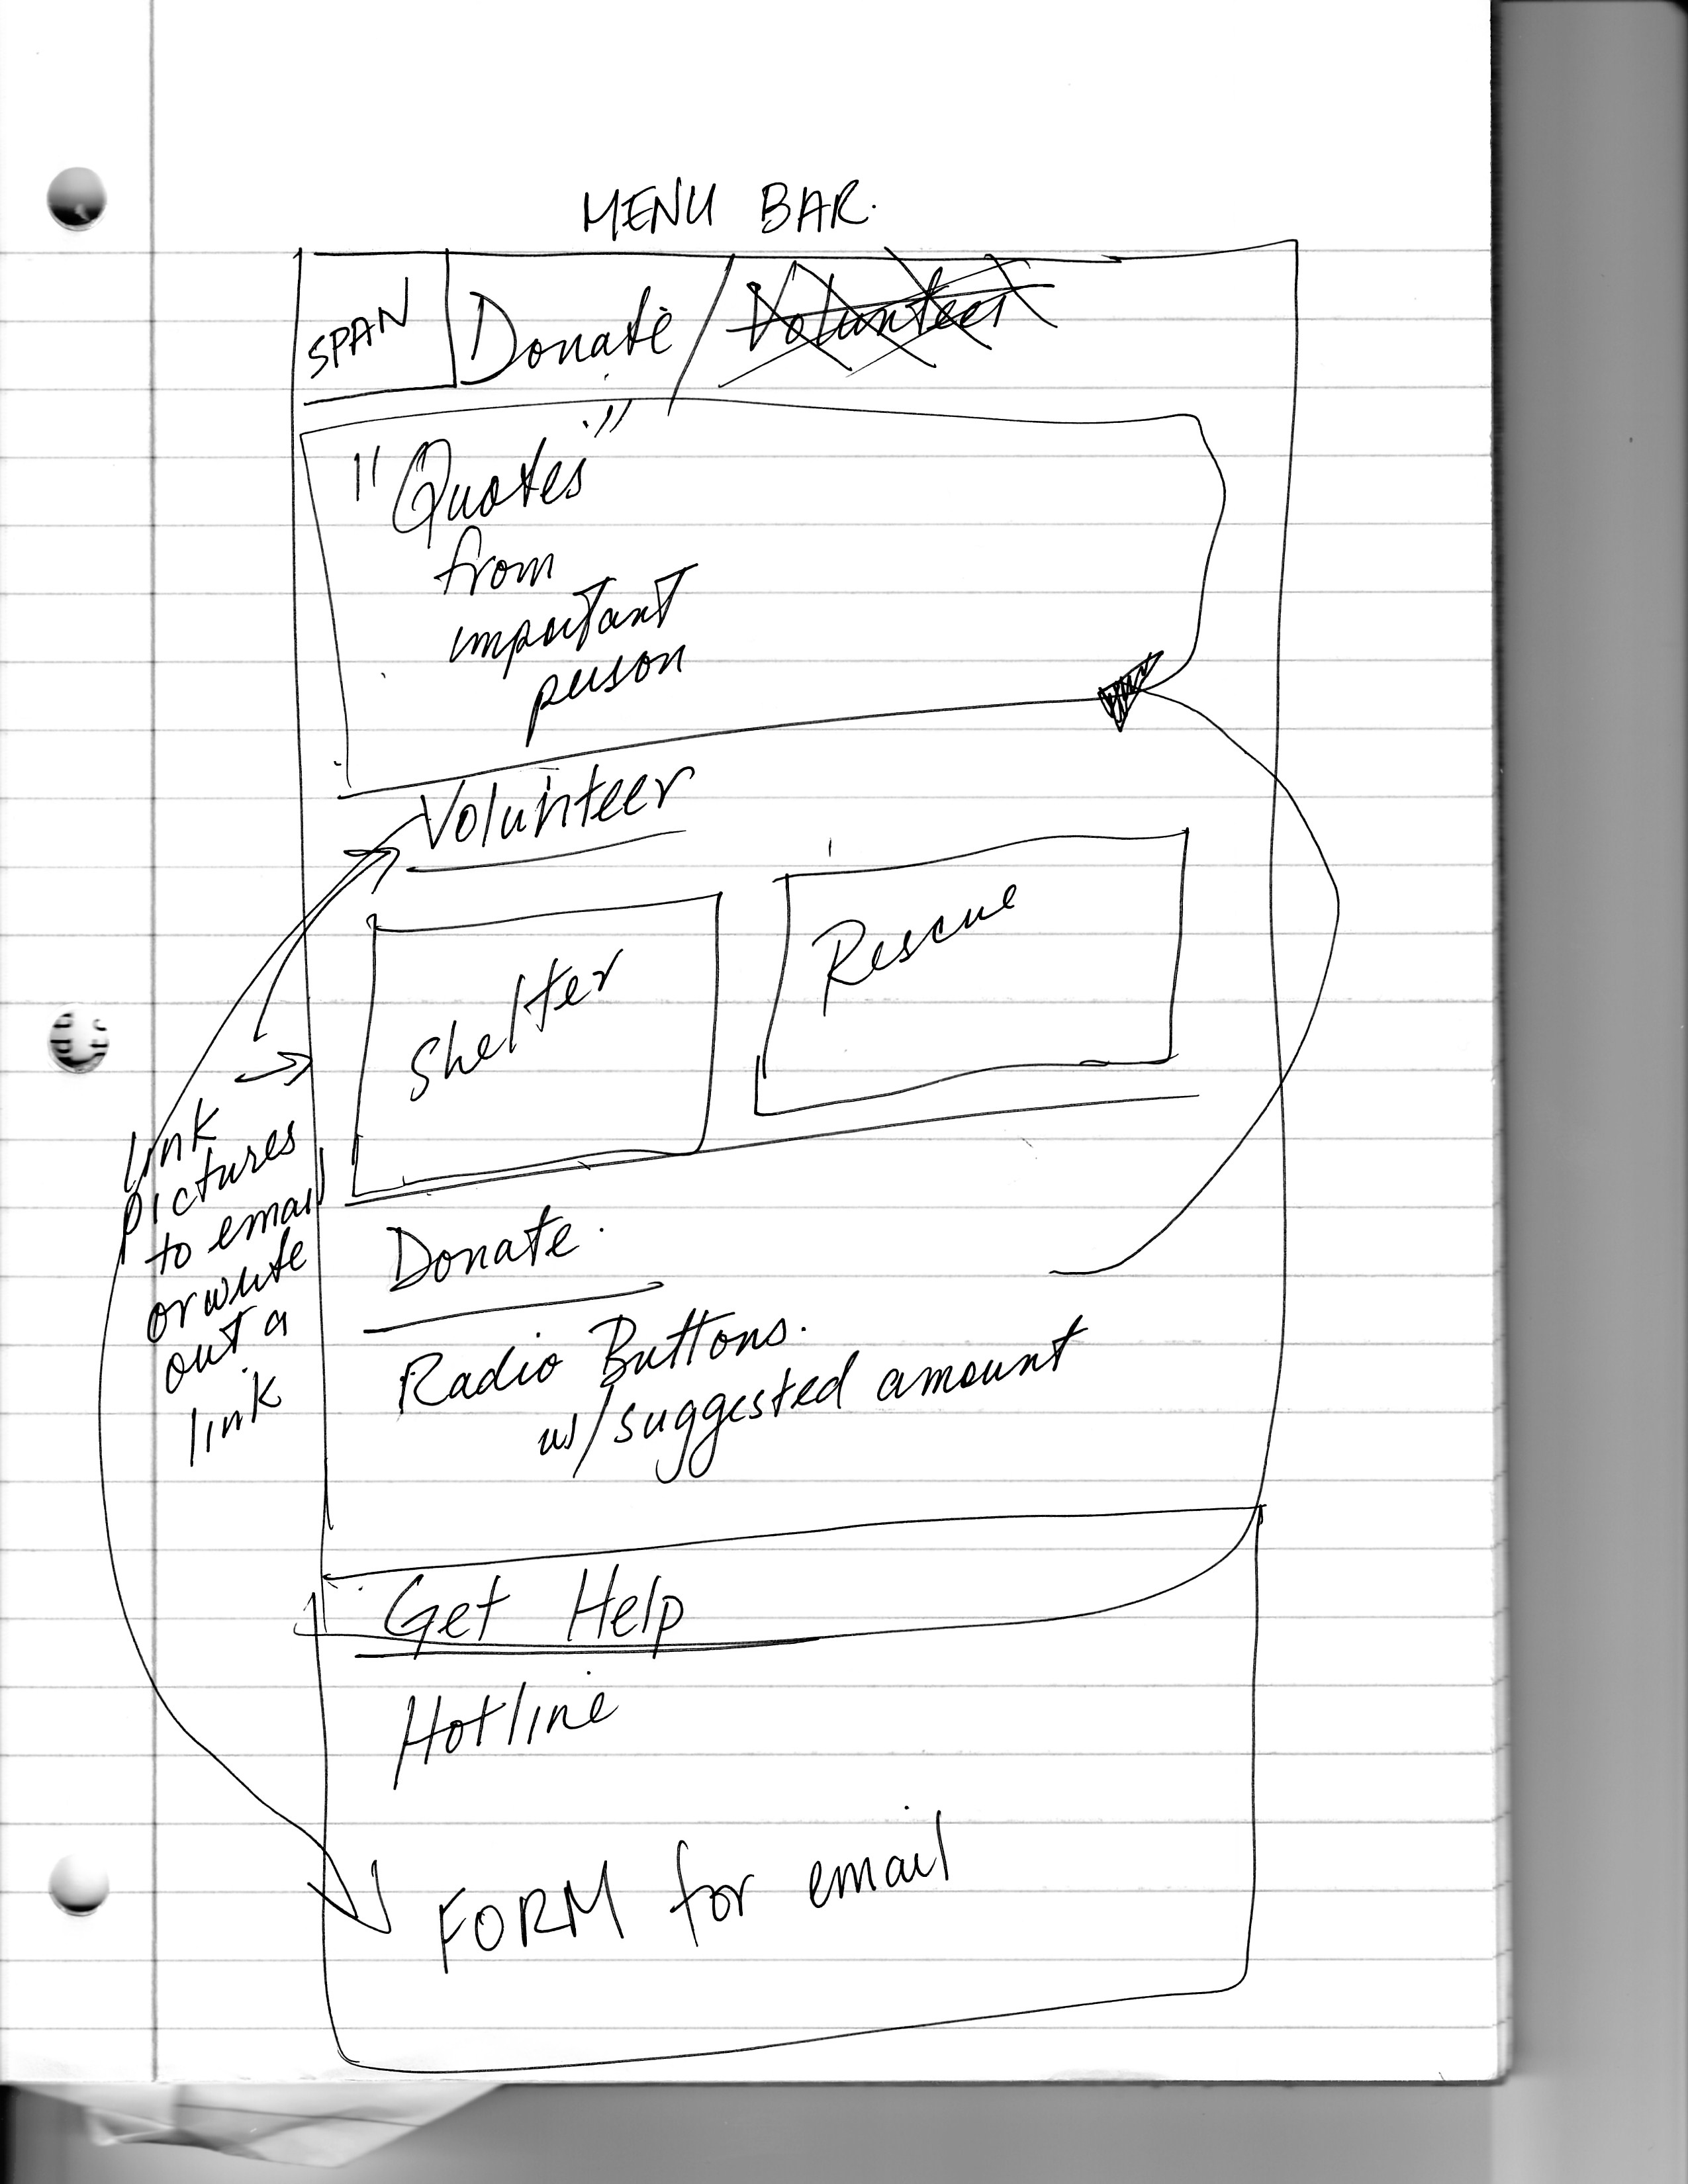 MENU BAR.
SPAN
Donate/
"Quotes"
from
important
person
Volunteer
Shelter
Rescue
link
pictures
to email
or write
out a
link
Donate.
Radio Buttons.
w/suggested amount
Get Help
Hotline
FORM for email